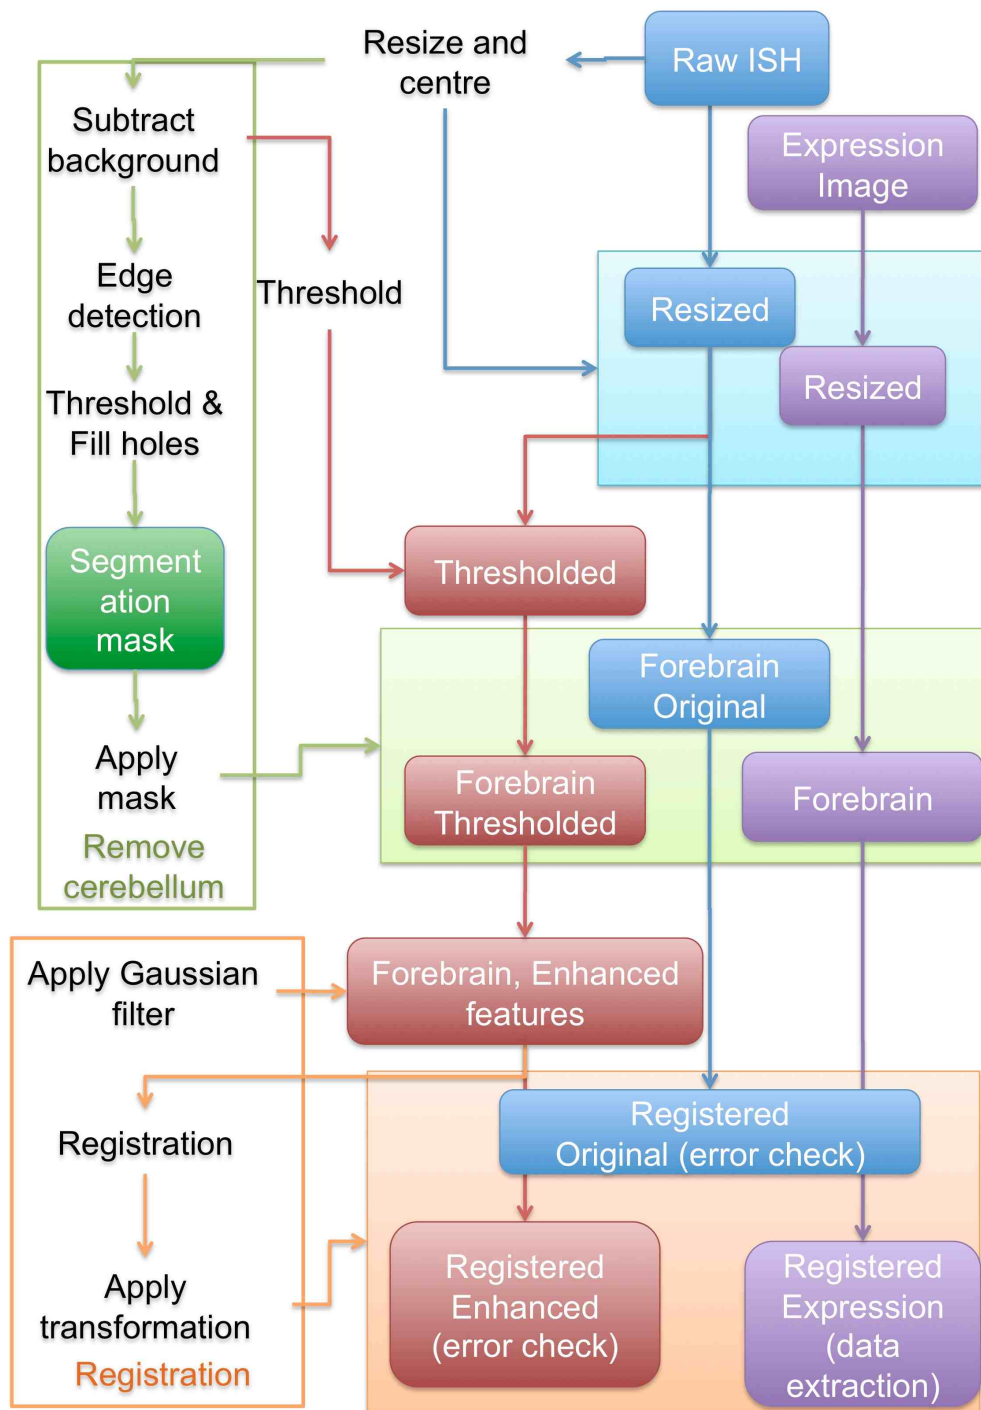 Resize and
centre
Raw ISH
Subtract
background
Expression
Image
Edge
detection
Threshold
Resized
Resized
Threshold &
Fill holes
Thresholded
Segment
ation
mask
Forebrain
Original
Apply
mask
Forebrain
Thresholded
Forebrain
Remove
cerebellum
Apply Gaussian
filter
Forebrain, Enhanced
features
Registration
Registered
Original (error check)
Apply
transformation
Registration
Registered
Enhanced
(error check)
Registered
Expression
(data
extraction)